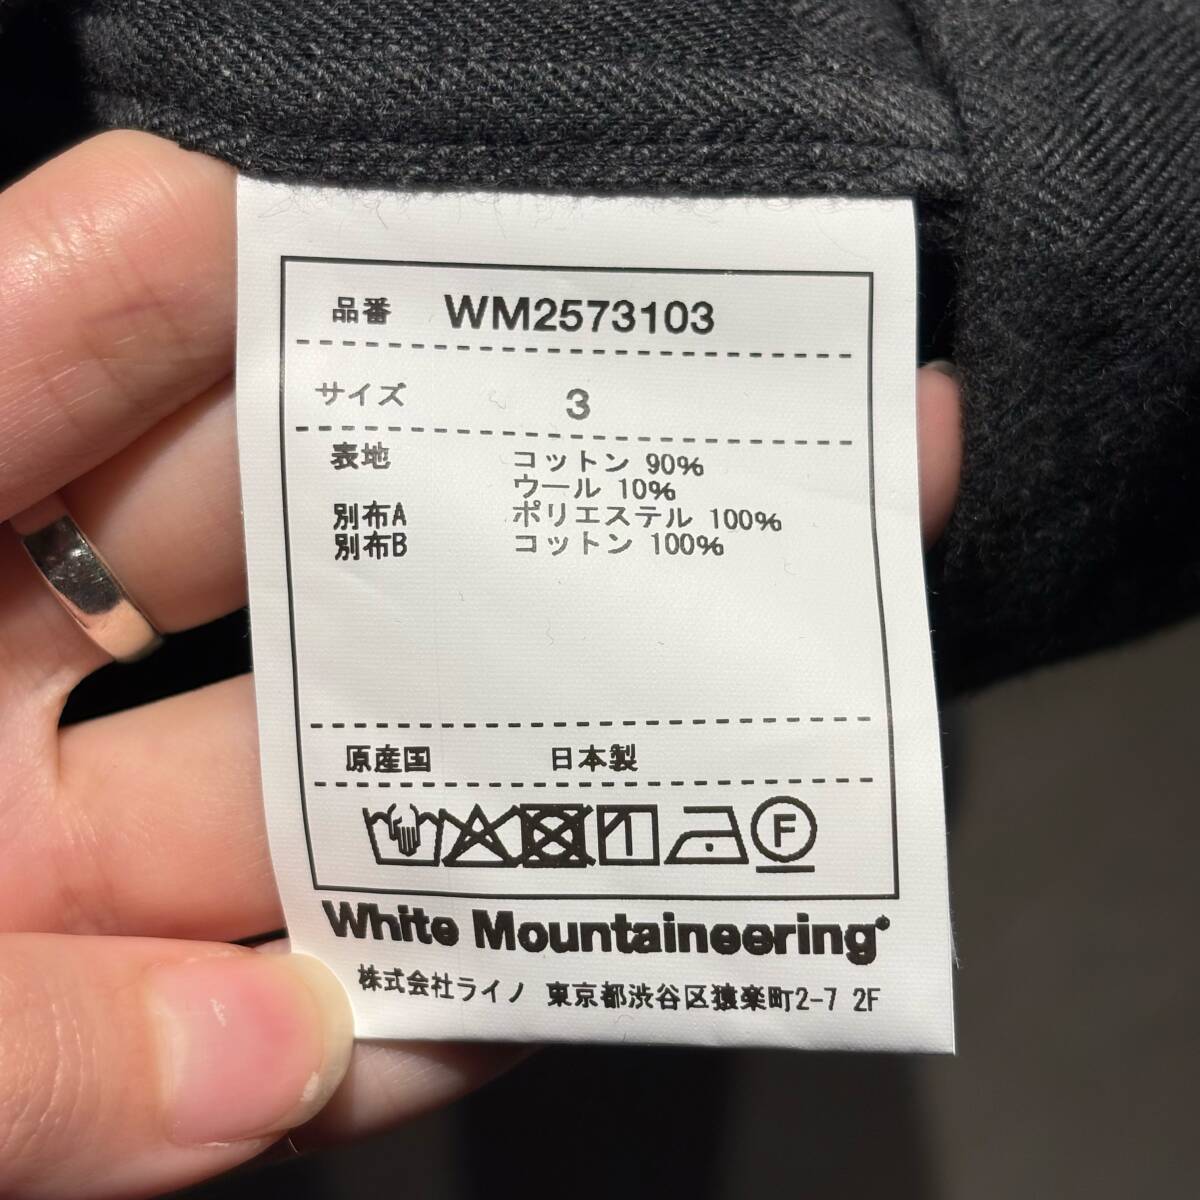 品番 WM2573103
サイズ 3
表地 コットン 90%
ウール 10%
別布A ポリエステル 100%
別布B コットン 100%
原産国 日本製
F
White Mountaineering®
株式会社ライノ 東京都渋谷区猿楽町2-7 2F